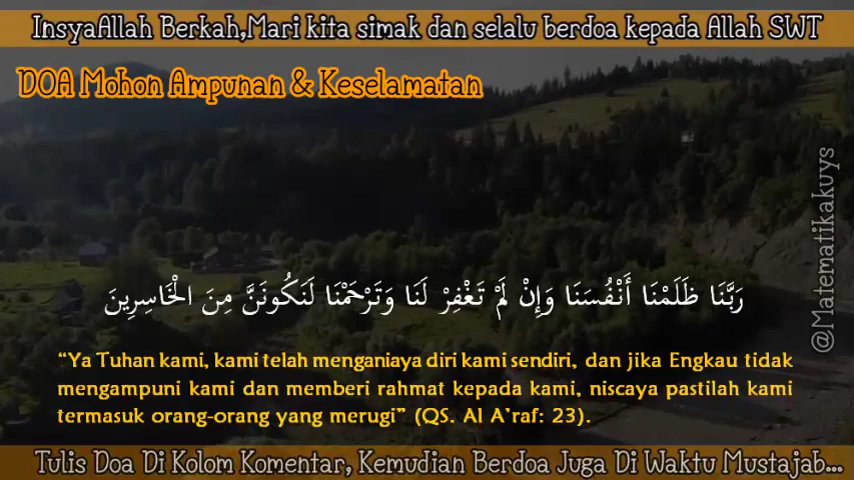 InsyaAllah Berkah,Mari kita simak dan selalu berdoa kepada Allah SWT
DOA Mohon Ampunan & Keselamatan
@Matematikakuys
رَبَّنَا ظَلَمْنَا أَنْفُسَنَا وَإِنْ لَمْ تَغْفِرْ لَنَا وَتَرْحَمْنَا لَنَكُونَنَّ مِنَ الْخَاسِرِينَ
“Ya Tuhan kami, kami telah menganiaya diri kami sendiri, dan jika Engkau tidak
mengampuni kami dan memberi rahmat kepada kami, niscaya pastilah kami
termasuk orang-orang yang merugi” (QS. Al A’raf: 23).
Tulis Doa Di Kolom Komentar, Kemudian Berdoa Juga Di Waktu Mustajab...